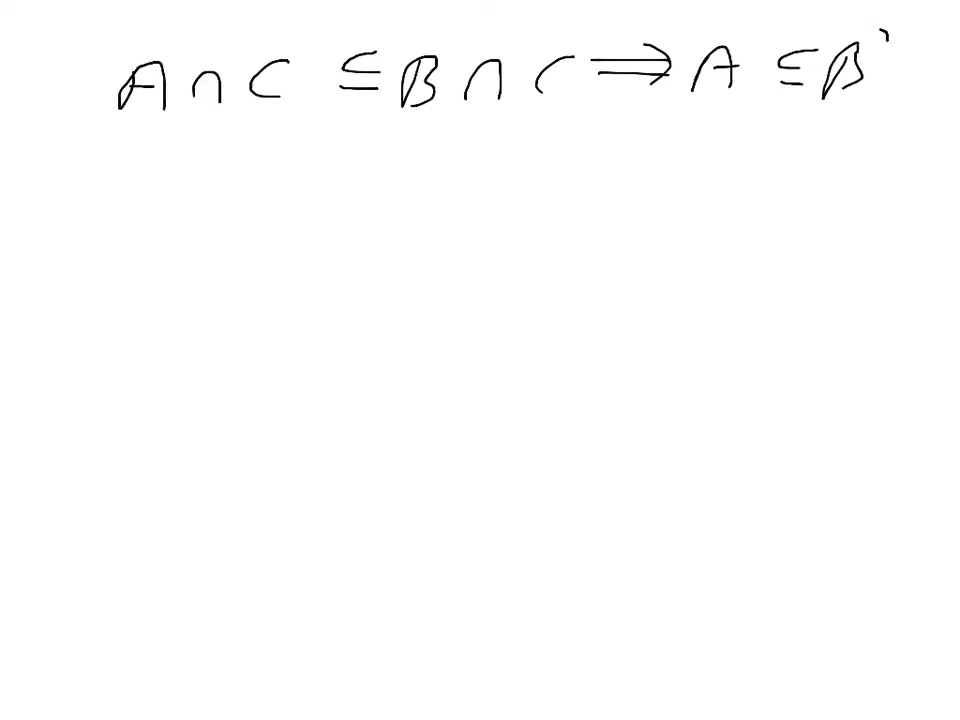 A ∩ C ⊆ B ∩ C ⟹ A ⊆ B